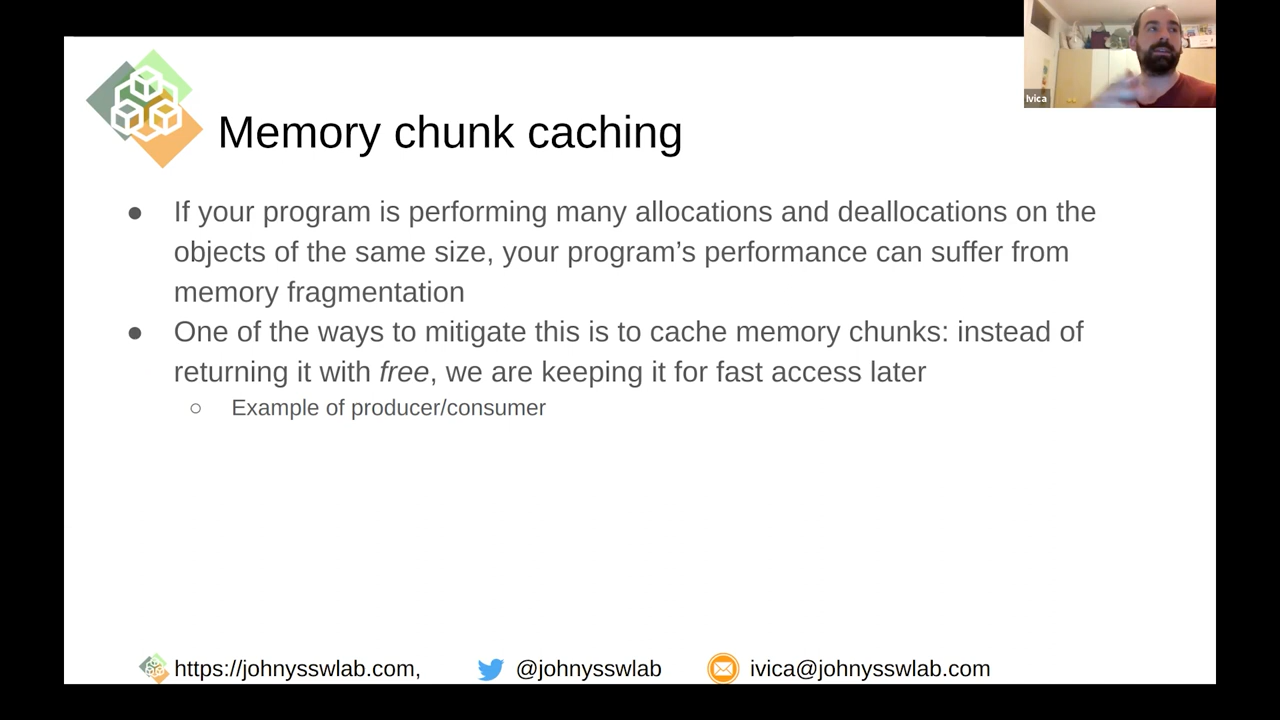 Ivica
Memory chunk caching
● If your program is performing many allocations and deallocations on the
objects of the same size, your program’s performance can suffer from
memory fragmentation
● One of the ways to mitigate this is to cache memory chunks: instead of
returning it with free, we are keeping it for fast access later
○ Example of producer/consumer
https://johnysswlab.com, @johnysswlab ivica@johnysswlab.com